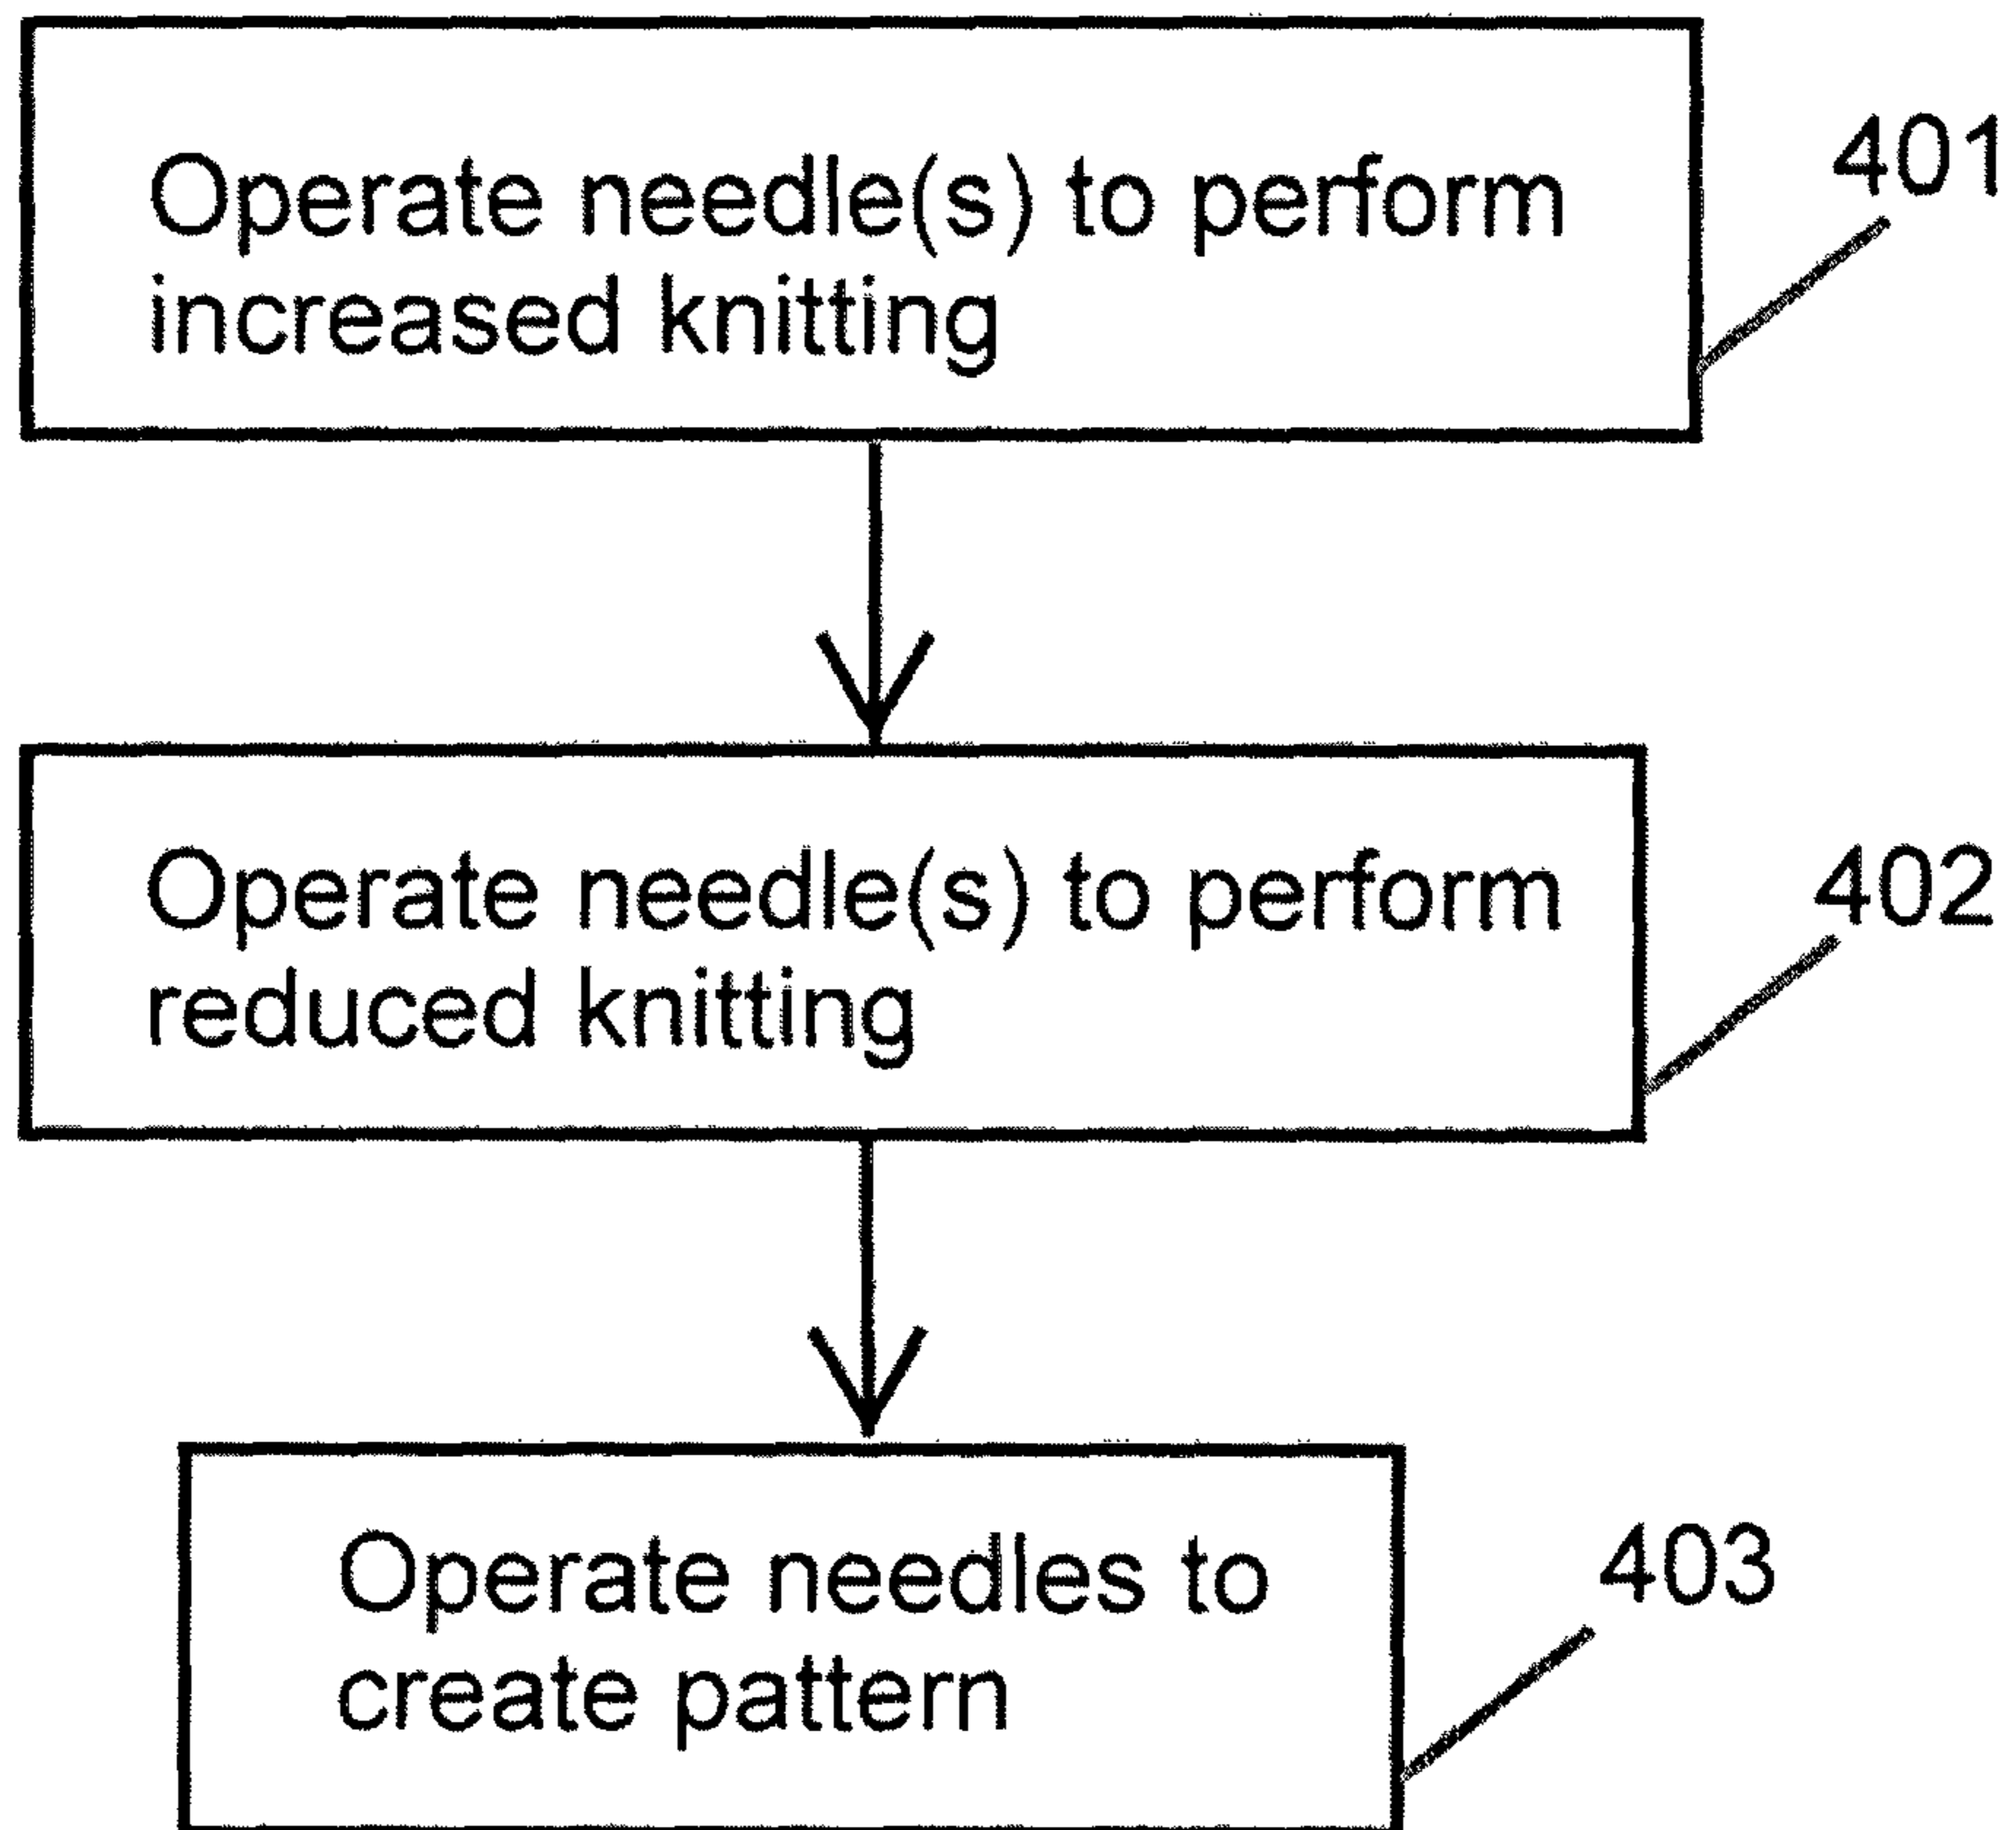 Operate needle(s) to perform
increased knitting
401
Operate needle(s) to perform
reduced knitting
402
Operate needles to
create pattern
403